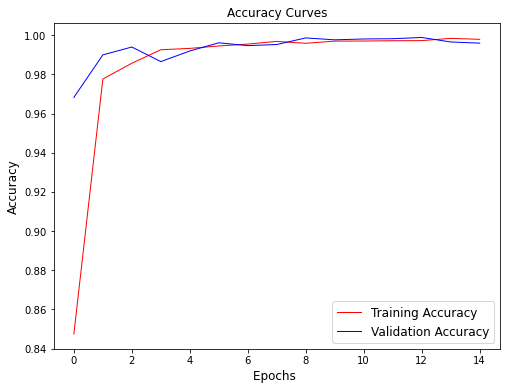 Accuracy Curves
1.00
0.98
0.96
0.94
0.92
0.90
0.88
0.86
0.84
Accuracy
0 2 4 6 8 10 12 14
Epochs
Training Accuracy
Validation Accuracy